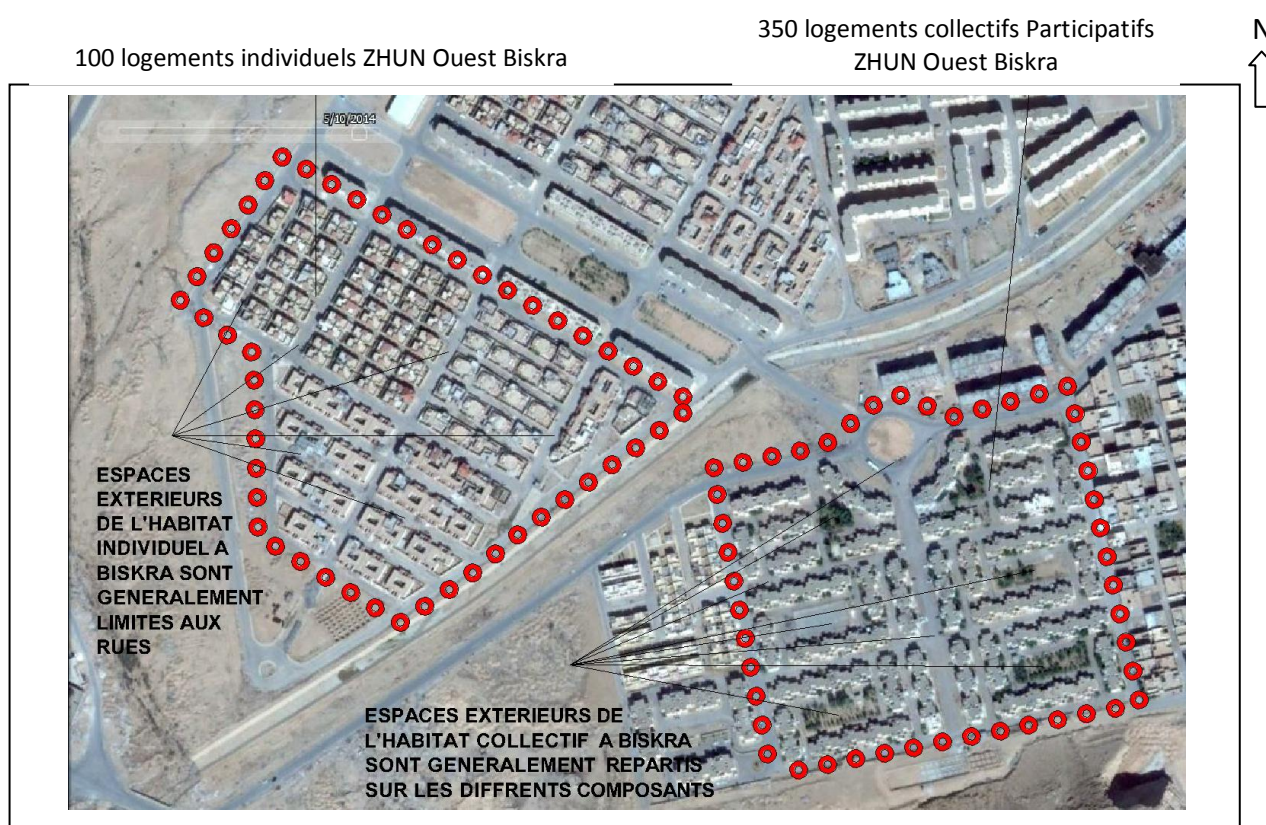 350 logements collectifs Participatifs
ZHUN Ouest Biskra
N
100 logements individuels ZHUN Ouest Biskra
5/10/2014
ESPACES
EXTERIEURS
DE L'HABITAT
INDIVIDUEL A
BISKRA SONT
GENERALEMENT
LIMITES AUX
RUES
ESPACES EXTERIEURS DE
L'HABITAT COLLECTIF A BISKRA
SONT GENERALEMENT REPARTIS
SUR LES DIFFRENTS COMPOSANTS